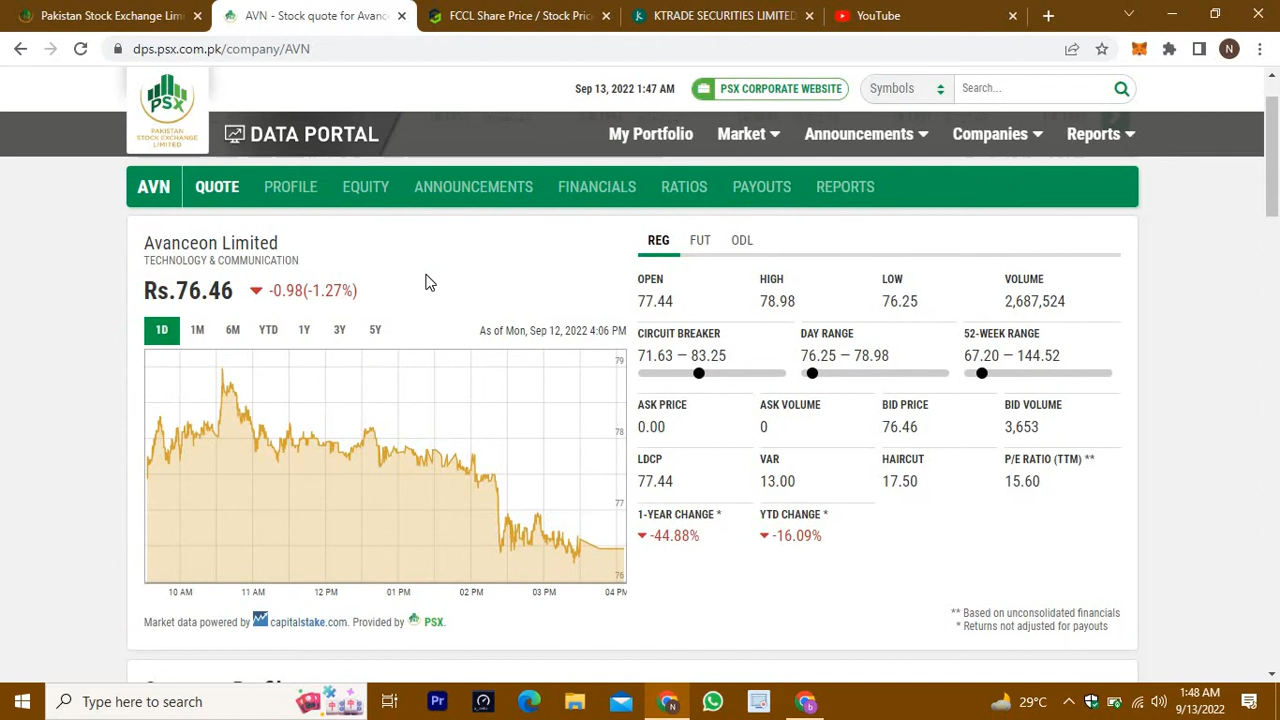 Pakistan Stock Exchange Lim
AVN - Stock quote for Avance
FCCL Share Price / Stock Pric
KTRADE SECURITIES LIMITED
YouTube
dps.psx.com.pk/company/AVN
N
PSX
PAKISTAN
STOCK EXCHANGE
LIMITED
Sep 13, 2022 1:47 AM
PSX CORPORATE WEBSITE
Symbols
Search...
DATA PORTAL
My Portfolio
Market
Announcements
Companies
Reports
AVN
QUOTE
PROFILE
EQUITY
ANNOUNCEMENTS
FINANCIALS
RATIOS
PAYOUTS
REPORTS
Avanceon Limited
TECHNOLOGY & COMMUNICATION
Rs.76.46
-0.98(-1.27%)
1D 1M 6M YTD 1Y 3Y 5Y
As of Mon, Sep 12, 2022 4:06 PM
79
78
77
76
10 AM 11 AM 12 PM 01 PM 02 PM 03 PM 04 PM
Market data powered by capitalstake.com. Provided by PSX.
REG FUT ODL
OPEN HIGH LOW VOLUME
77.44 78.98 76.25 2,687,524
CIRCUIT BREAKER DAY RANGE 52-WEEK RANGE
71.63 — 83.25 76.25 — 78.98 67.20 — 144.52
ASK PRICE ASK VOLUME BID PRICE BID VOLUME
0.00 0 76.46 3,653
LDCP VAR HAIRCUT P/E RATIO (TTM) **
77.44 13.00 17.50 15.60
1-YEAR CHANGE * YTD CHANGE *
-44.88% -16.09%
** Based on unconsolidated financials
* Returns not adjusted for payouts
Type here to search
Pr
N
b
29°C
1:48 AM
9/13/2022